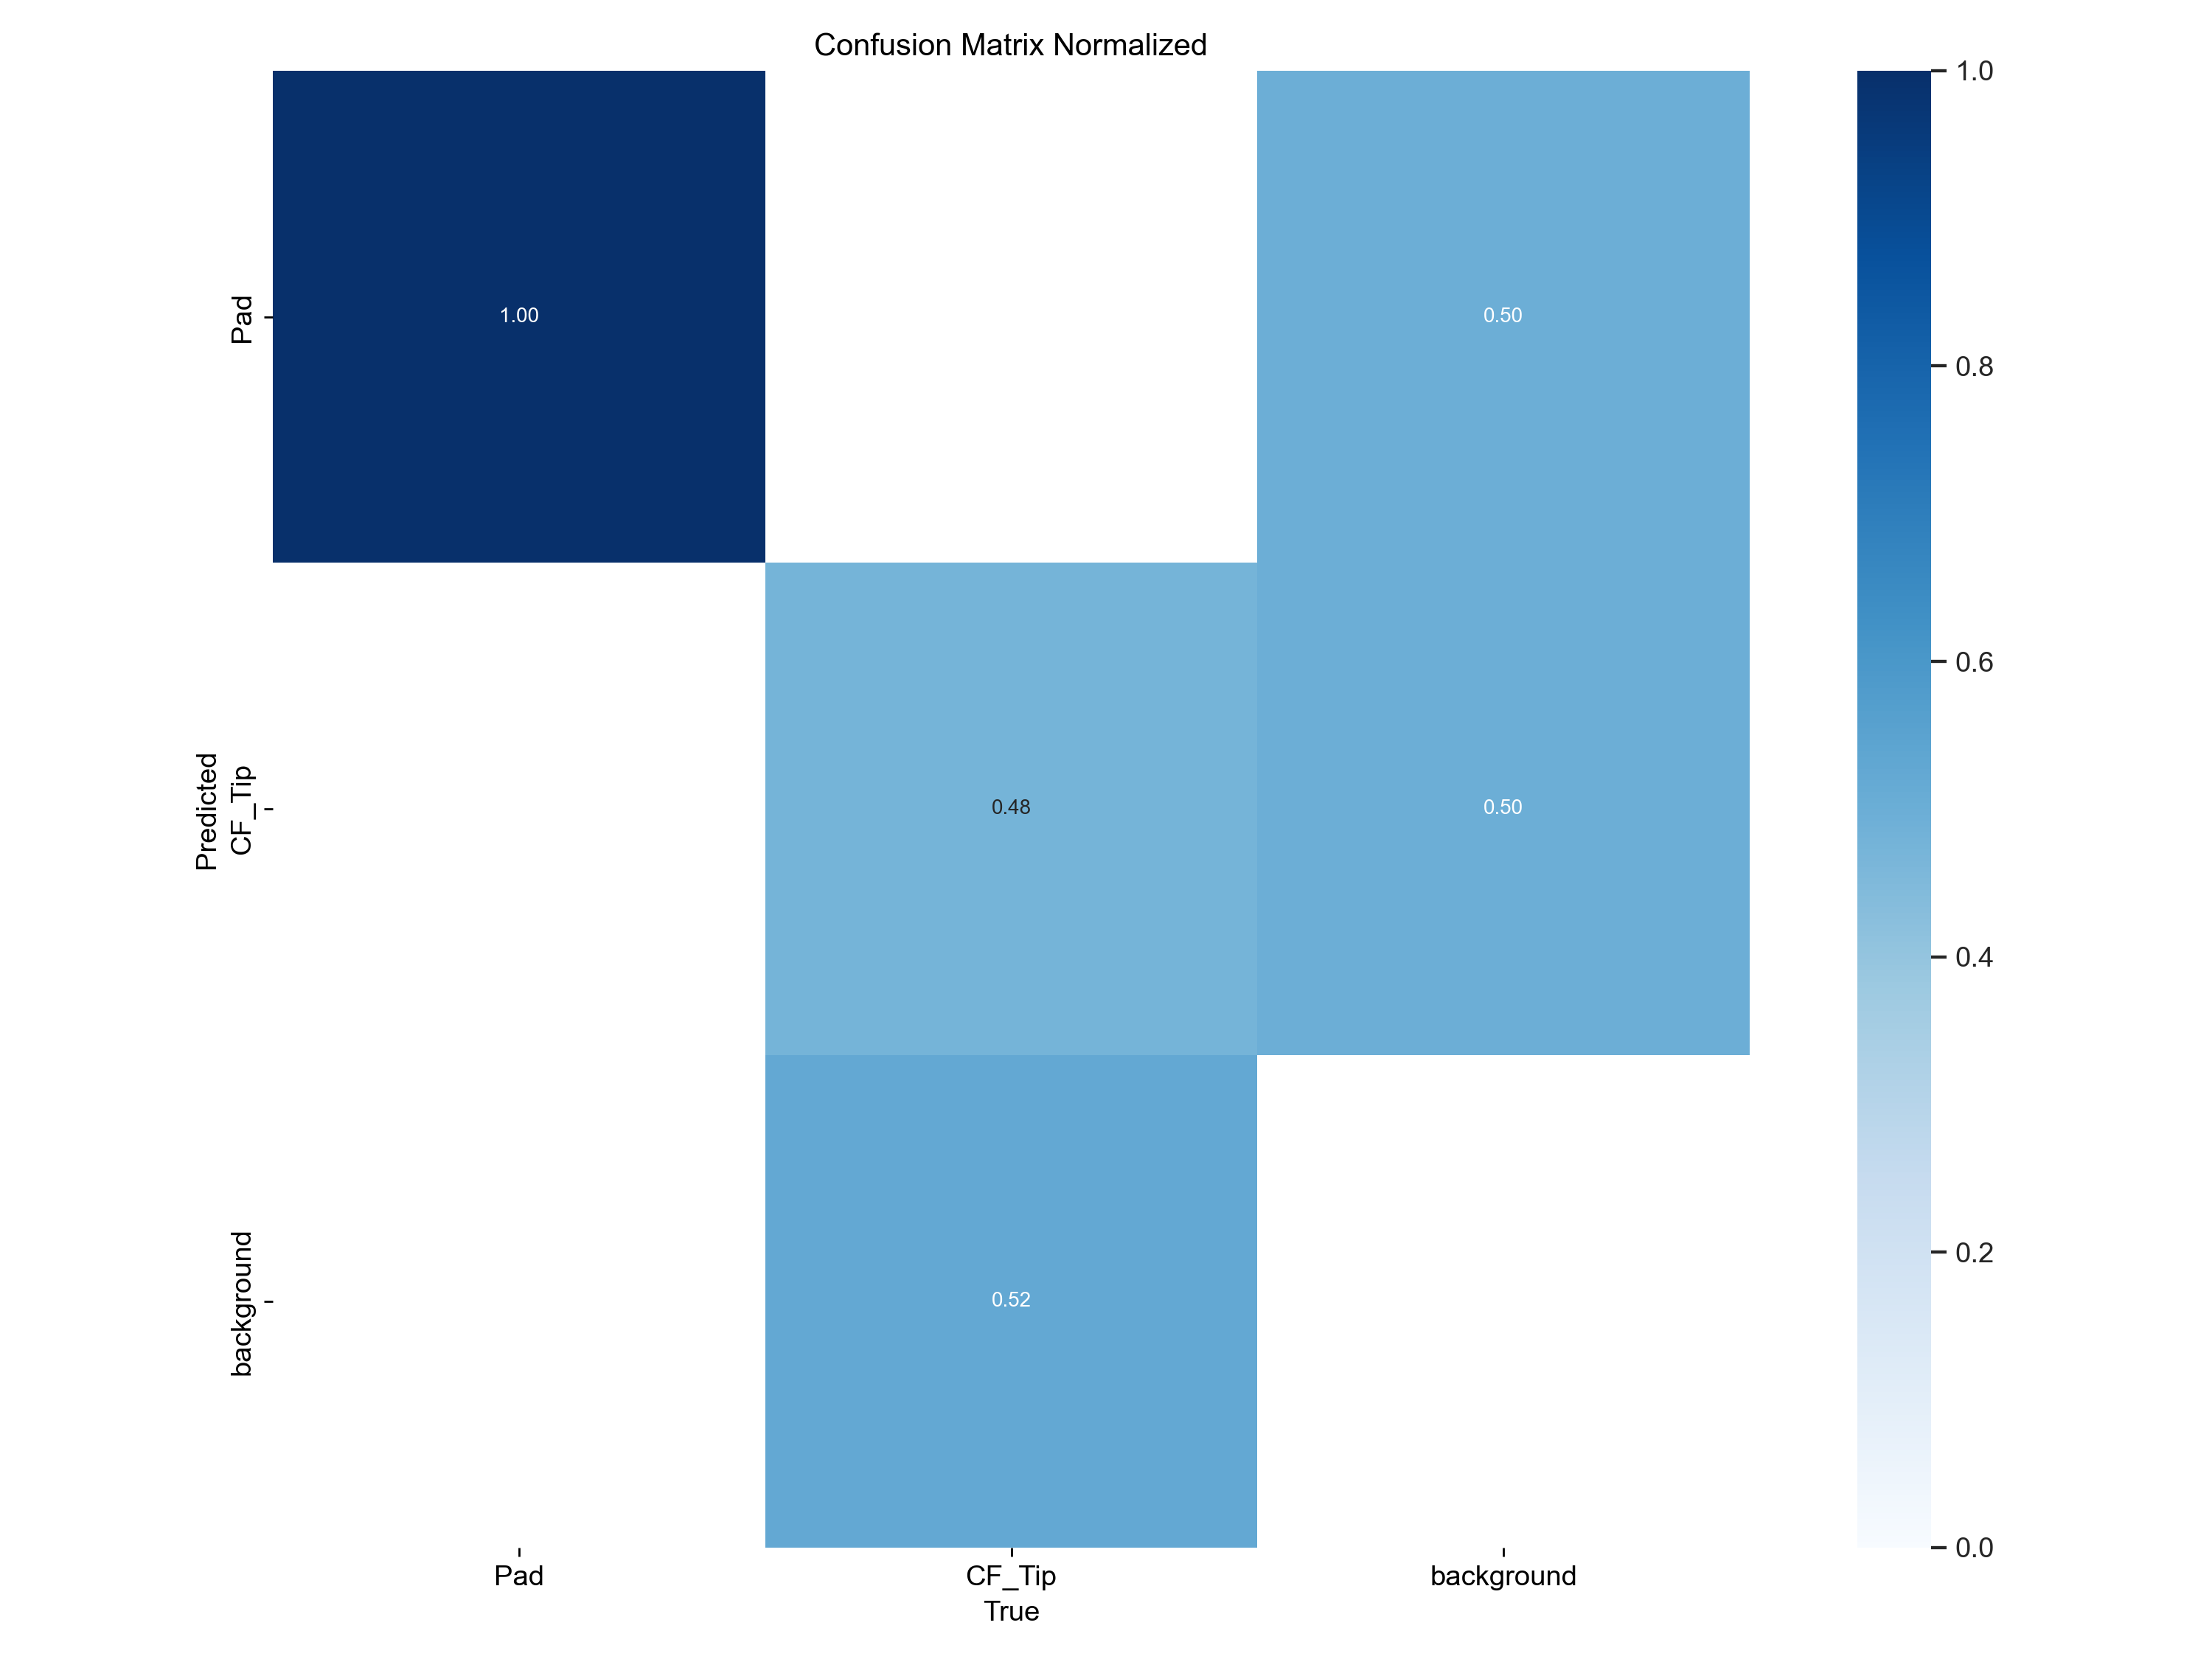 Confusion Matrix Normalized
Pad
1.00
0.50
Predicted
CF_Tip
0.48
0.50
background
0.52
Pad
CF_Tip
background
True
1.0
0.8
0.6
0.4
0.2
0.0